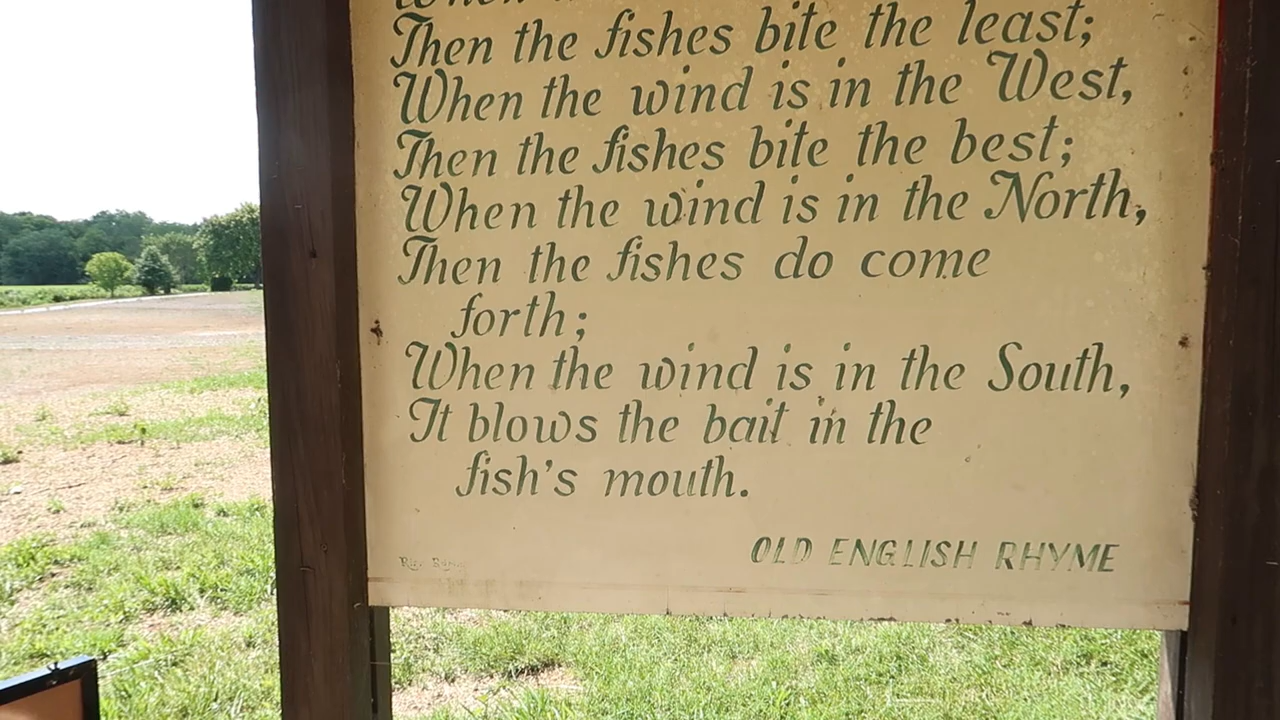 When
Then the fishes bite the least;
When the wind is in the West,
Then the fishes bite the best;
When the wind is in the North,
Then the fishes do come
forth;
When the wind is in the South,
It blows the bait in the
fish's mouth.
OLD ENGLISH RHYME